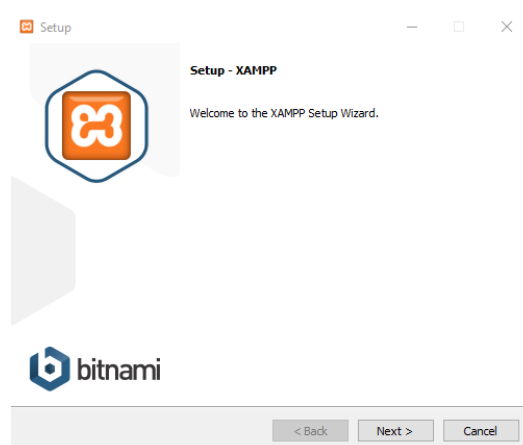 Setup
Setup - XAMPP
Welcome to the XAMPP Setup Wizard.
bitnami
< Back
Next >
Cancel